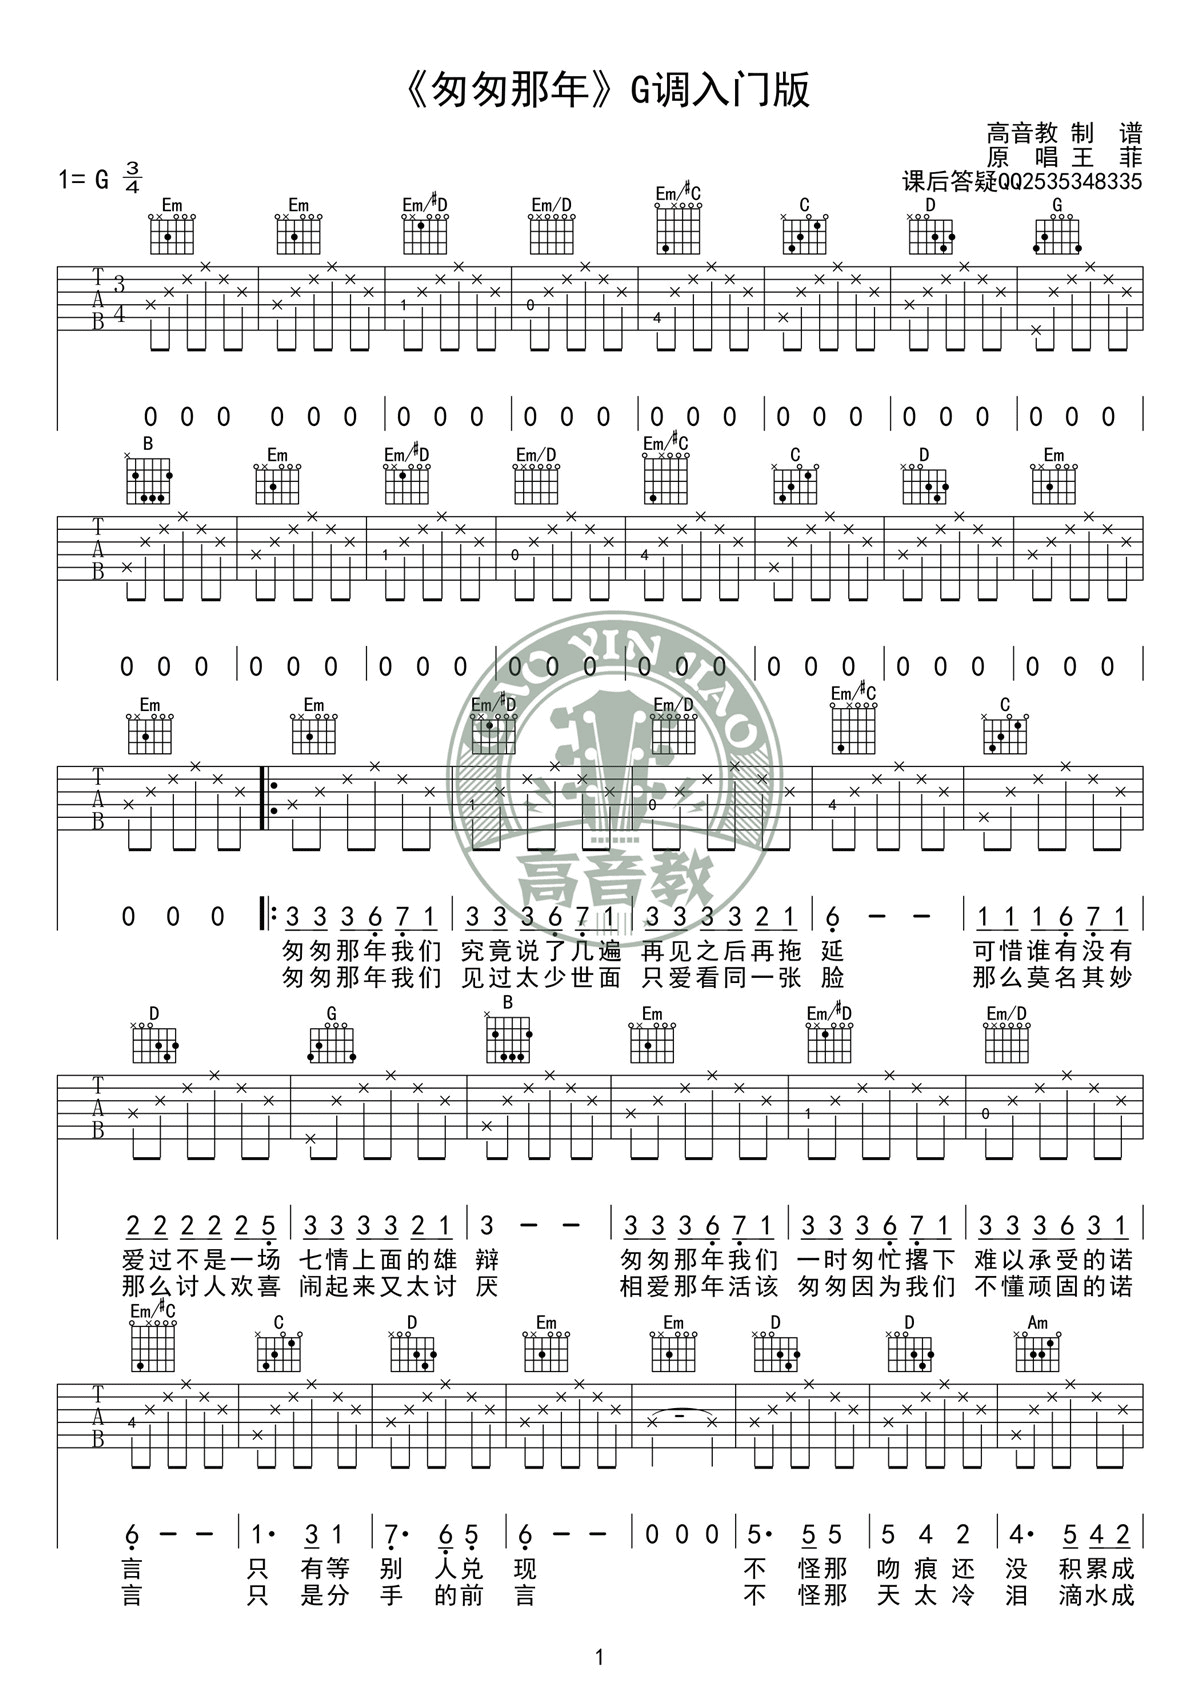 《匆匆那年》G调入门版
高音教 制 谱
原 唱 王 菲
1= G 3/4
课后答疑QQ2535348335
Em Em Em/#D Em/D Em/#C C D G
T A B 3 4 1 0 4
0 0 0 0 0 0 0 0 0 0 0 0 0 0 0 0 0 0 0 0 0 0 0 0
B Em Em/#D Em/D Em/#C C D Em
T A B 1 0 4
0 0 0 0 0 0 0 0 0 0 0 0 0 0 0 0 0 0 0 0 0 0 0 0
GAO YIN JIAO
Em Em Em/#D Em/D Em/#C C
T A B 1 0 4
高音教
0 0 0 3 3 3 6 7 1 3 3 3 6 7 1 3 3 3 3 2 1 6 - - 1 1 1 6 7 1
匆匆那年我们 究竟说了几遍 再见之后再拖 延 可惜谁有没有
匆匆那年我们 见过太少世面 只爱看同一张 脸 那么莫名其妙
D G B Em Em/#D Em/D
T A B 1 0
2 2 2 2 2 5 3 3 3 3 2 1 3 - - 3 3 3 6 7 1 3 3 3 6 7 1 3 3 3 6 3 1
爱过不是一场 七情上面的雄 辩 匆匆那年我们 一时匆忙撂下 难以承受的诺
那么讨人欢喜 闹起来又太讨 厌 相爱那年活该 匆匆因为我们 不懂顽固的诺
Em/#C C D Em Em D D Am
T A B 4
6 - - 1· 3 1 7· 6 5 6 - - 0 0 0 5· 5 5 5 4 2 4· 5 4 2
言 只 有等 别 人兑 现 不 怪那 吻 痕 还 没 积累成
言 只 是分 手 的前 言 不 怪那 天 太 冷 泪 滴水成
1